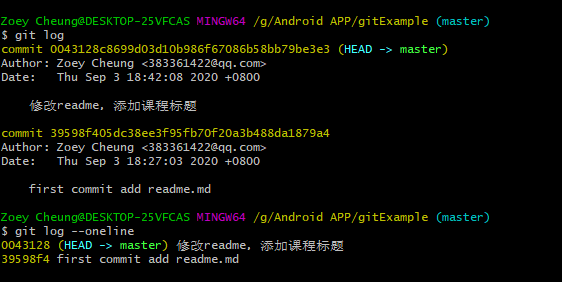 Zoey Cheung@DESKTOP-25VFCAS MINGW64 /g/Android APP/gitExample (master)
$ git log
commit 0043128c8699d03d10b986f67086b58bb79be3e3 (HEAD -> master)
Author: Zoey Cheung <383361422@qq.com>
Date:   Thu Sep 3 18:42:08 2020 +0800
修改readme, 添加课程标题
commit 39598f405dc38ee3f95fb70f20a3b488da1879a4
Author: Zoey Cheung <383361422@qq.com>
Date:   Thu Sep 3 18:27:03 2020 +0800
first commit add readme.md
Zoey Cheung@DESKTOP-25VFCAS MINGW64 /g/Android APP/gitExample (master)
$ git log --oneline
0043128 (HEAD -> master) 修改readme, 添加课程标题
39598f4 first commit add readme.md